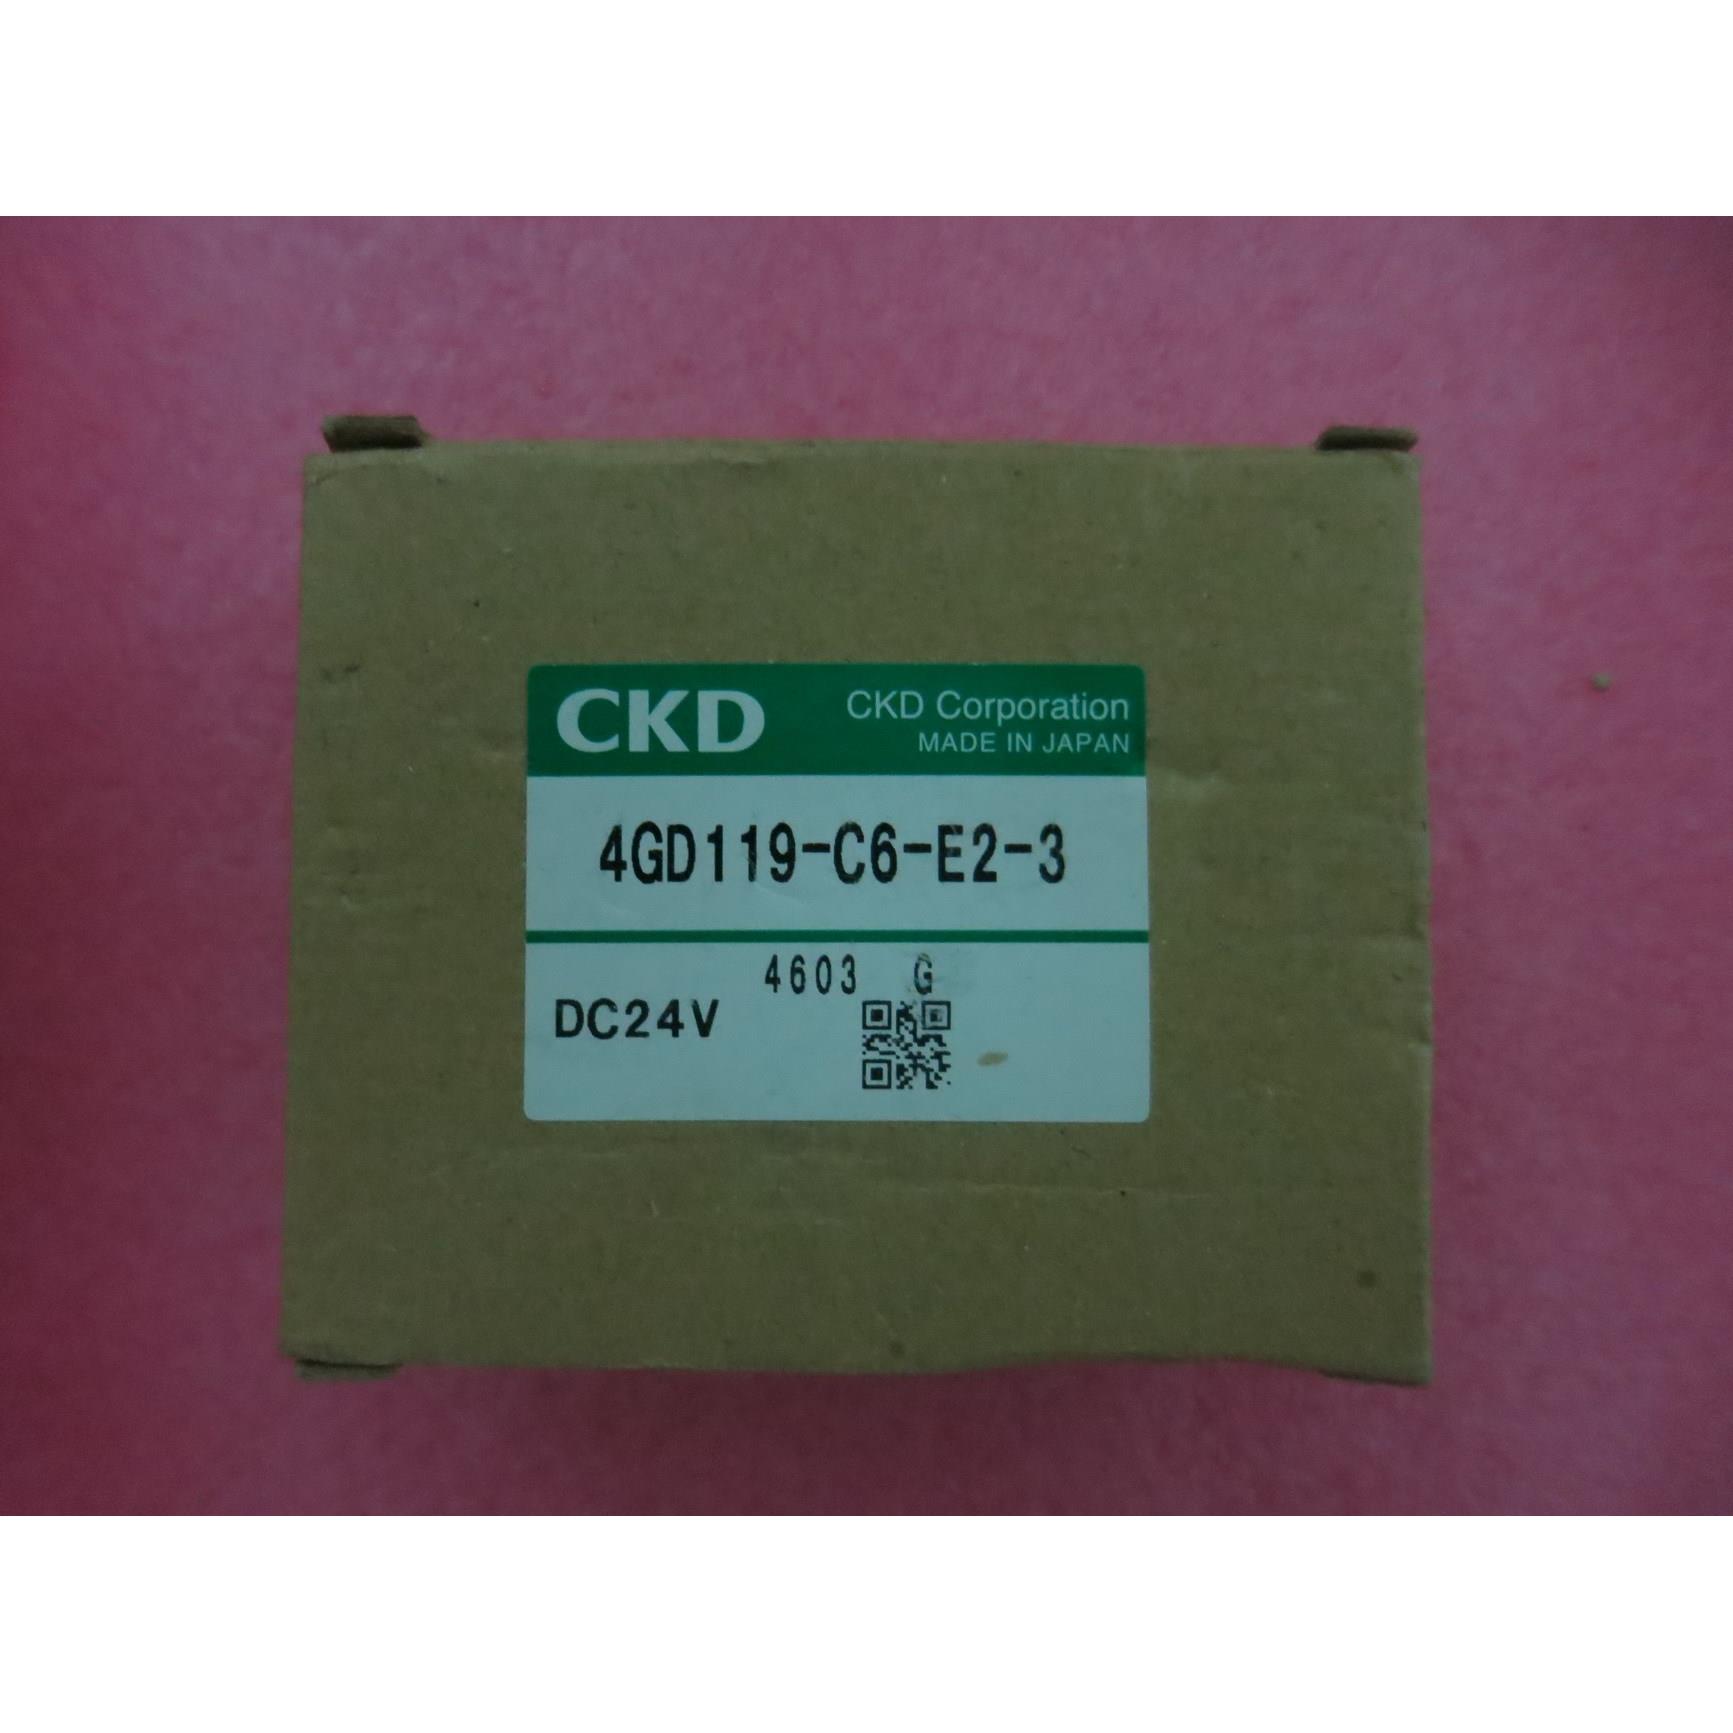 CKD
CKD Corporation
MADE IN JAPAN
4GD119-C6-E2-3
4603 G
DC24V